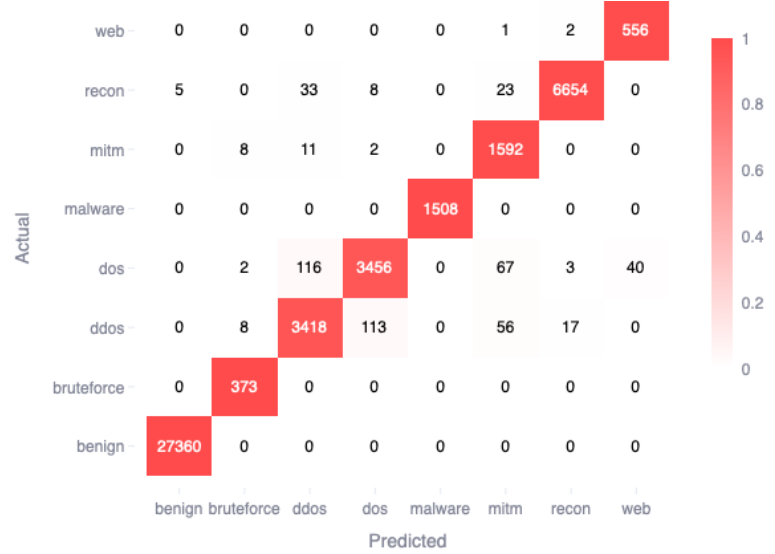 web 0 0 0 0 0 1 2 556
recon 5 0 33 8 0 23 6654 0
mitm 0 8 11 2 0 1592 0 0
malware 0 0 0 0 1508 0 0 0
dos 0 2 116 3456 0 67 3 40
ddos 0 8 3418 113 0 56 17 0
bruteforce 0 373 0 0 0 0 0 0
benign 27360 0 0 0 0 0 0 0
benign bruteforce ddos dos malware mitm recon web
Predicted
Actual
1
0.8
0.6
0.4
0.2
0